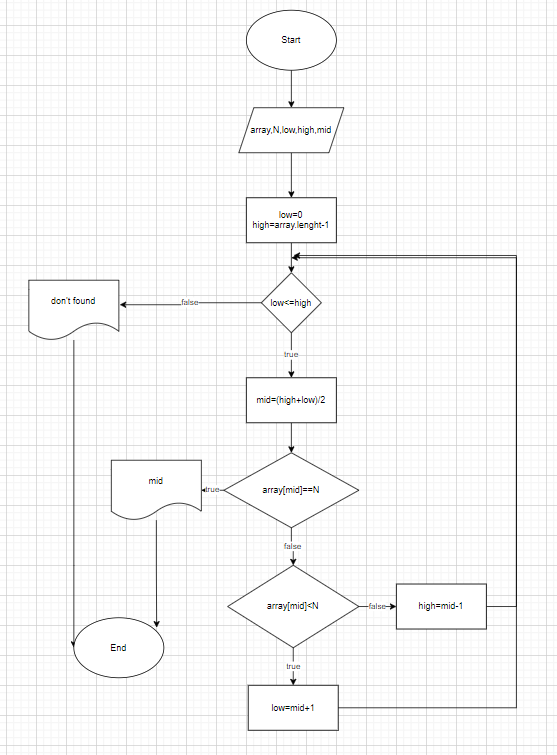 Start
array,N,low,high,mid
low=0
high=array.lenght-1
low<=high
false
don't found
true
mid=(high+low)/2
array[mid]==N
true
mid
false
array[mid]<N
false
high=mid-1
End
true
low=mid+1